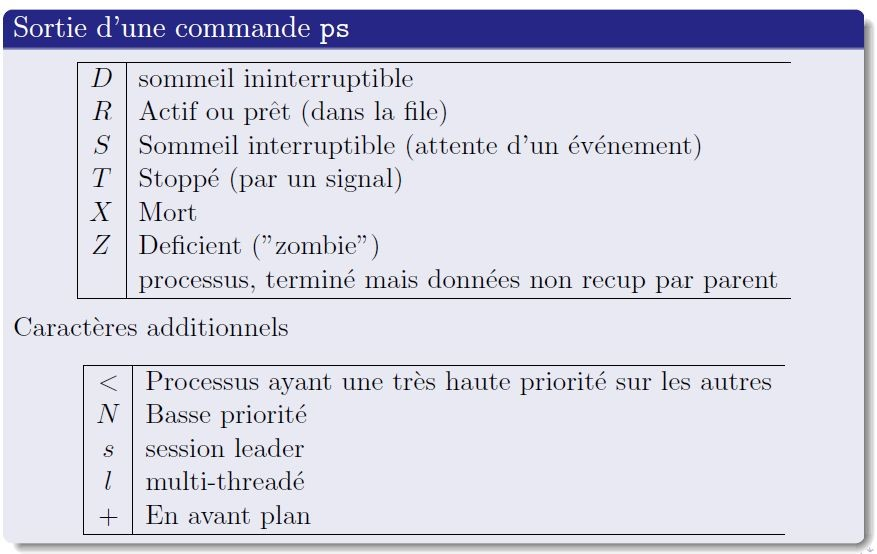 Sortie d'une commande ps
D sommeil ininterruptible
R Actif ou prêt (dans la file)
S Sommeil interruptible (attente d'un événement)
T Stoppé (par un signal)
X Mort
Z Deficient ("zombie")
processus, terminé mais données non recup par parent
Caractères additionnels
< Processus ayant une très haute priorité sur les autres
N Basse priorité
s session leader
l multi-threadé
+ En avant plan